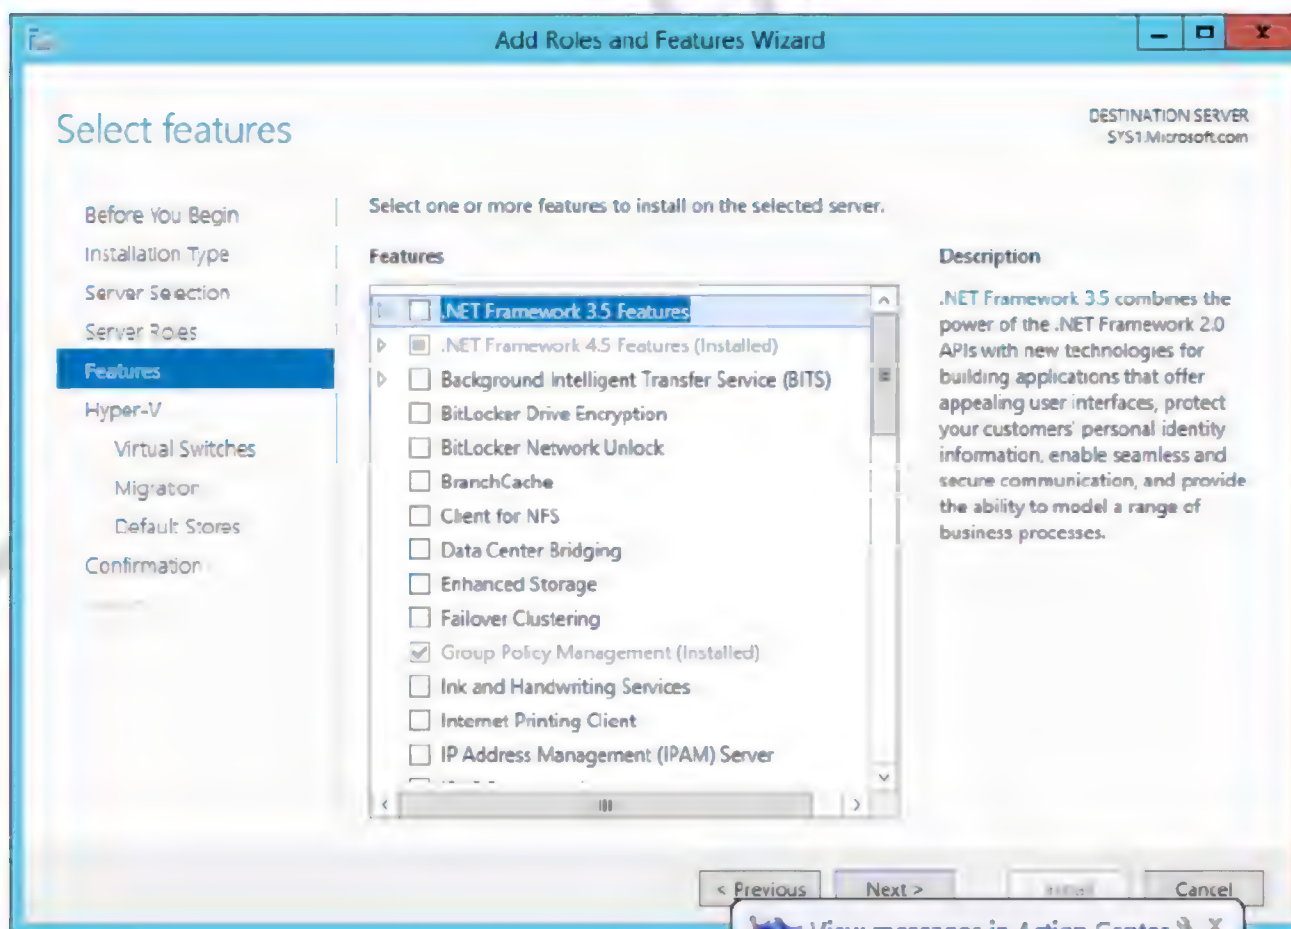 Add Roles and Features Wizard
Select features
DESTINATION SERVER
SYS1.Microsoft.com
Before You Begin
Installation Type
Server Selection
Server Roles
Features
Hyper-V
Virtual Switches
Migration
Default Stores
Confirmation
Select one or more features to install on the selected server.
Features
.NET Framework 3.5 Features
.NET Framework 4.5 Features (Installed)
Background Intelligent Transfer Service (BITS)
BitLocker Drive Encryption
BitLocker Network Unlock
BranchCache
Client for NFS
Data Center Bridging
Enhanced Storage
Failover Clustering
Group Policy Management (Installed)
Ink and Handwriting Services
Internet Printing Client
IP Address Management (IPAM) Server
Description
.NET Framework 3.5 combines the
power of the .NET Framework 2.0
APIs with new technologies for
building applications that offer
appealing user interfaces, protect
your customers' personal identity
information, enable seamless and
secure communication, and provide
the ability to model a range of
business processes.
< Previous
Next >
Cancel
View messages in Action Center